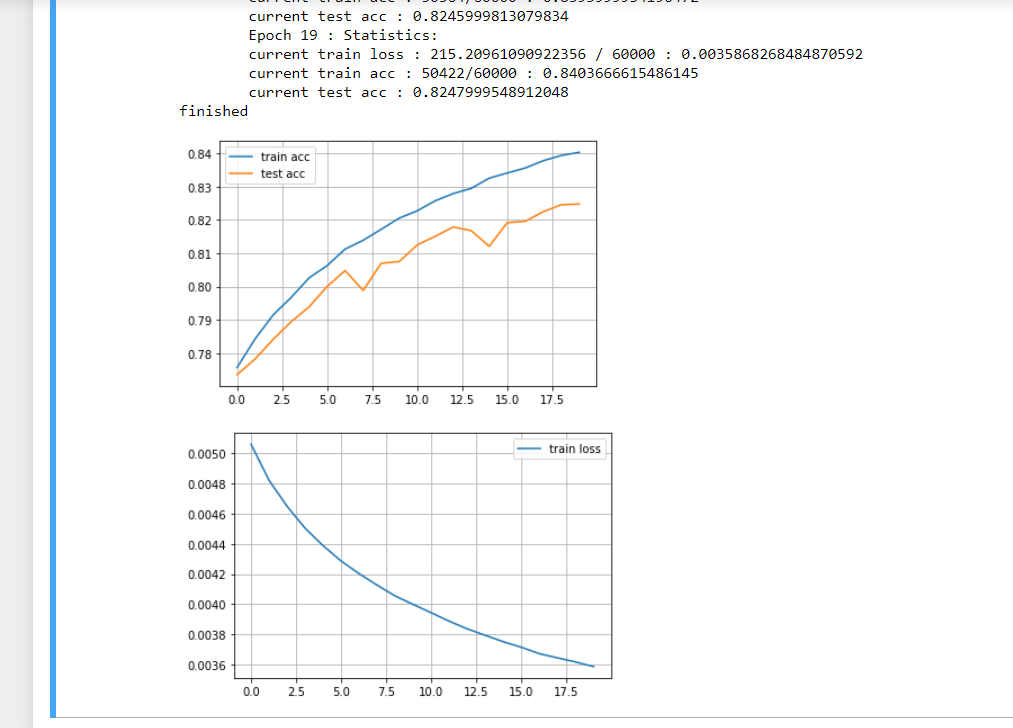 current test acc : 0.8245999813079834
Epoch 19 : Statistics:
current train loss : 215.20961090922356 / 60000 : 0.0035868268484870592
current train acc : 50422/60000 : 0.8403666615486145
current test acc : 0.8247999548912048
finished
train acc
test acc
0.84
0.83
0.82
0.81
0.80
0.79
0.78
0.0 2.5 5.0 7.5 10.0 12.5 15.0 17.5
train loss
0.0050
0.0048
0.0046
0.0044
0.0042
0.0040
0.0038
0.0036
0.0 2.5 5.0 7.5 10.0 12.5 15.0 17.5